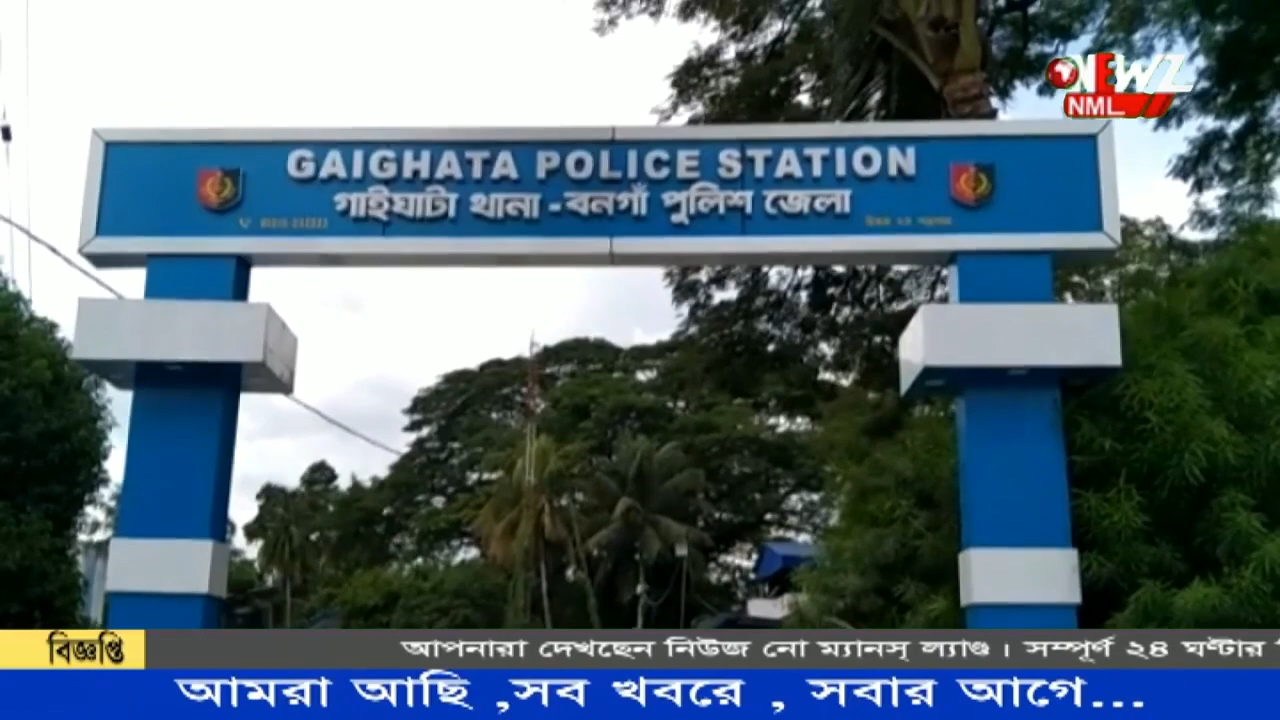 NEWZ
NML
GAIGHATA POLICE STATION
গাইঘাটা থানা - বনগাঁ পুলিশ জেলা
বিজ্ঞপ্তি
আপনারা দেখছেন নিউজ নো ম্যানস্ ল্যাণ্ড । সম্পূর্ণ ২৪ ঘণ্টার
আমরা আছি ,সব খবরে , সবার আগে...